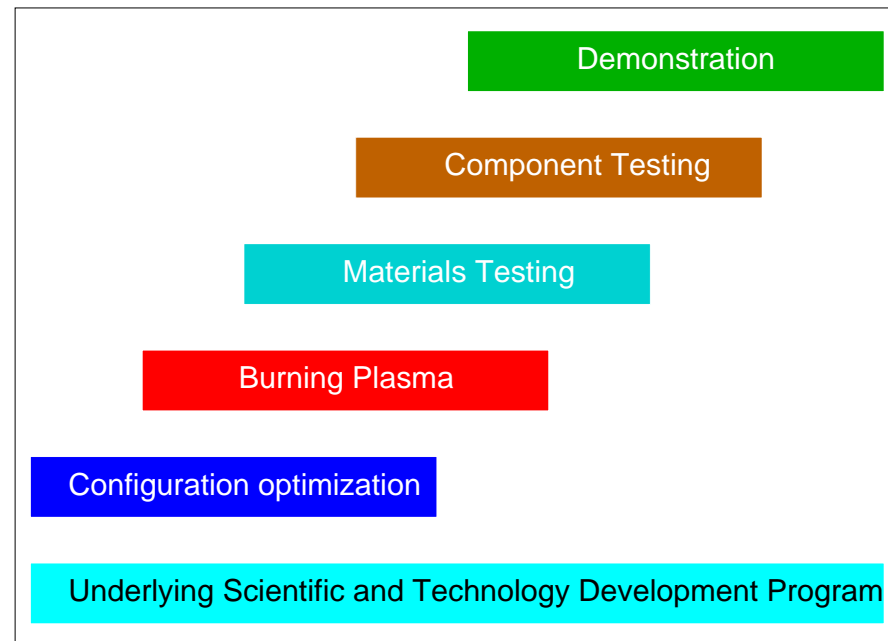 Demonstration
Component Testing
Materials Testing
Burning Plasma
Configuration optimization
Underlying Scientific and Technology Development Program